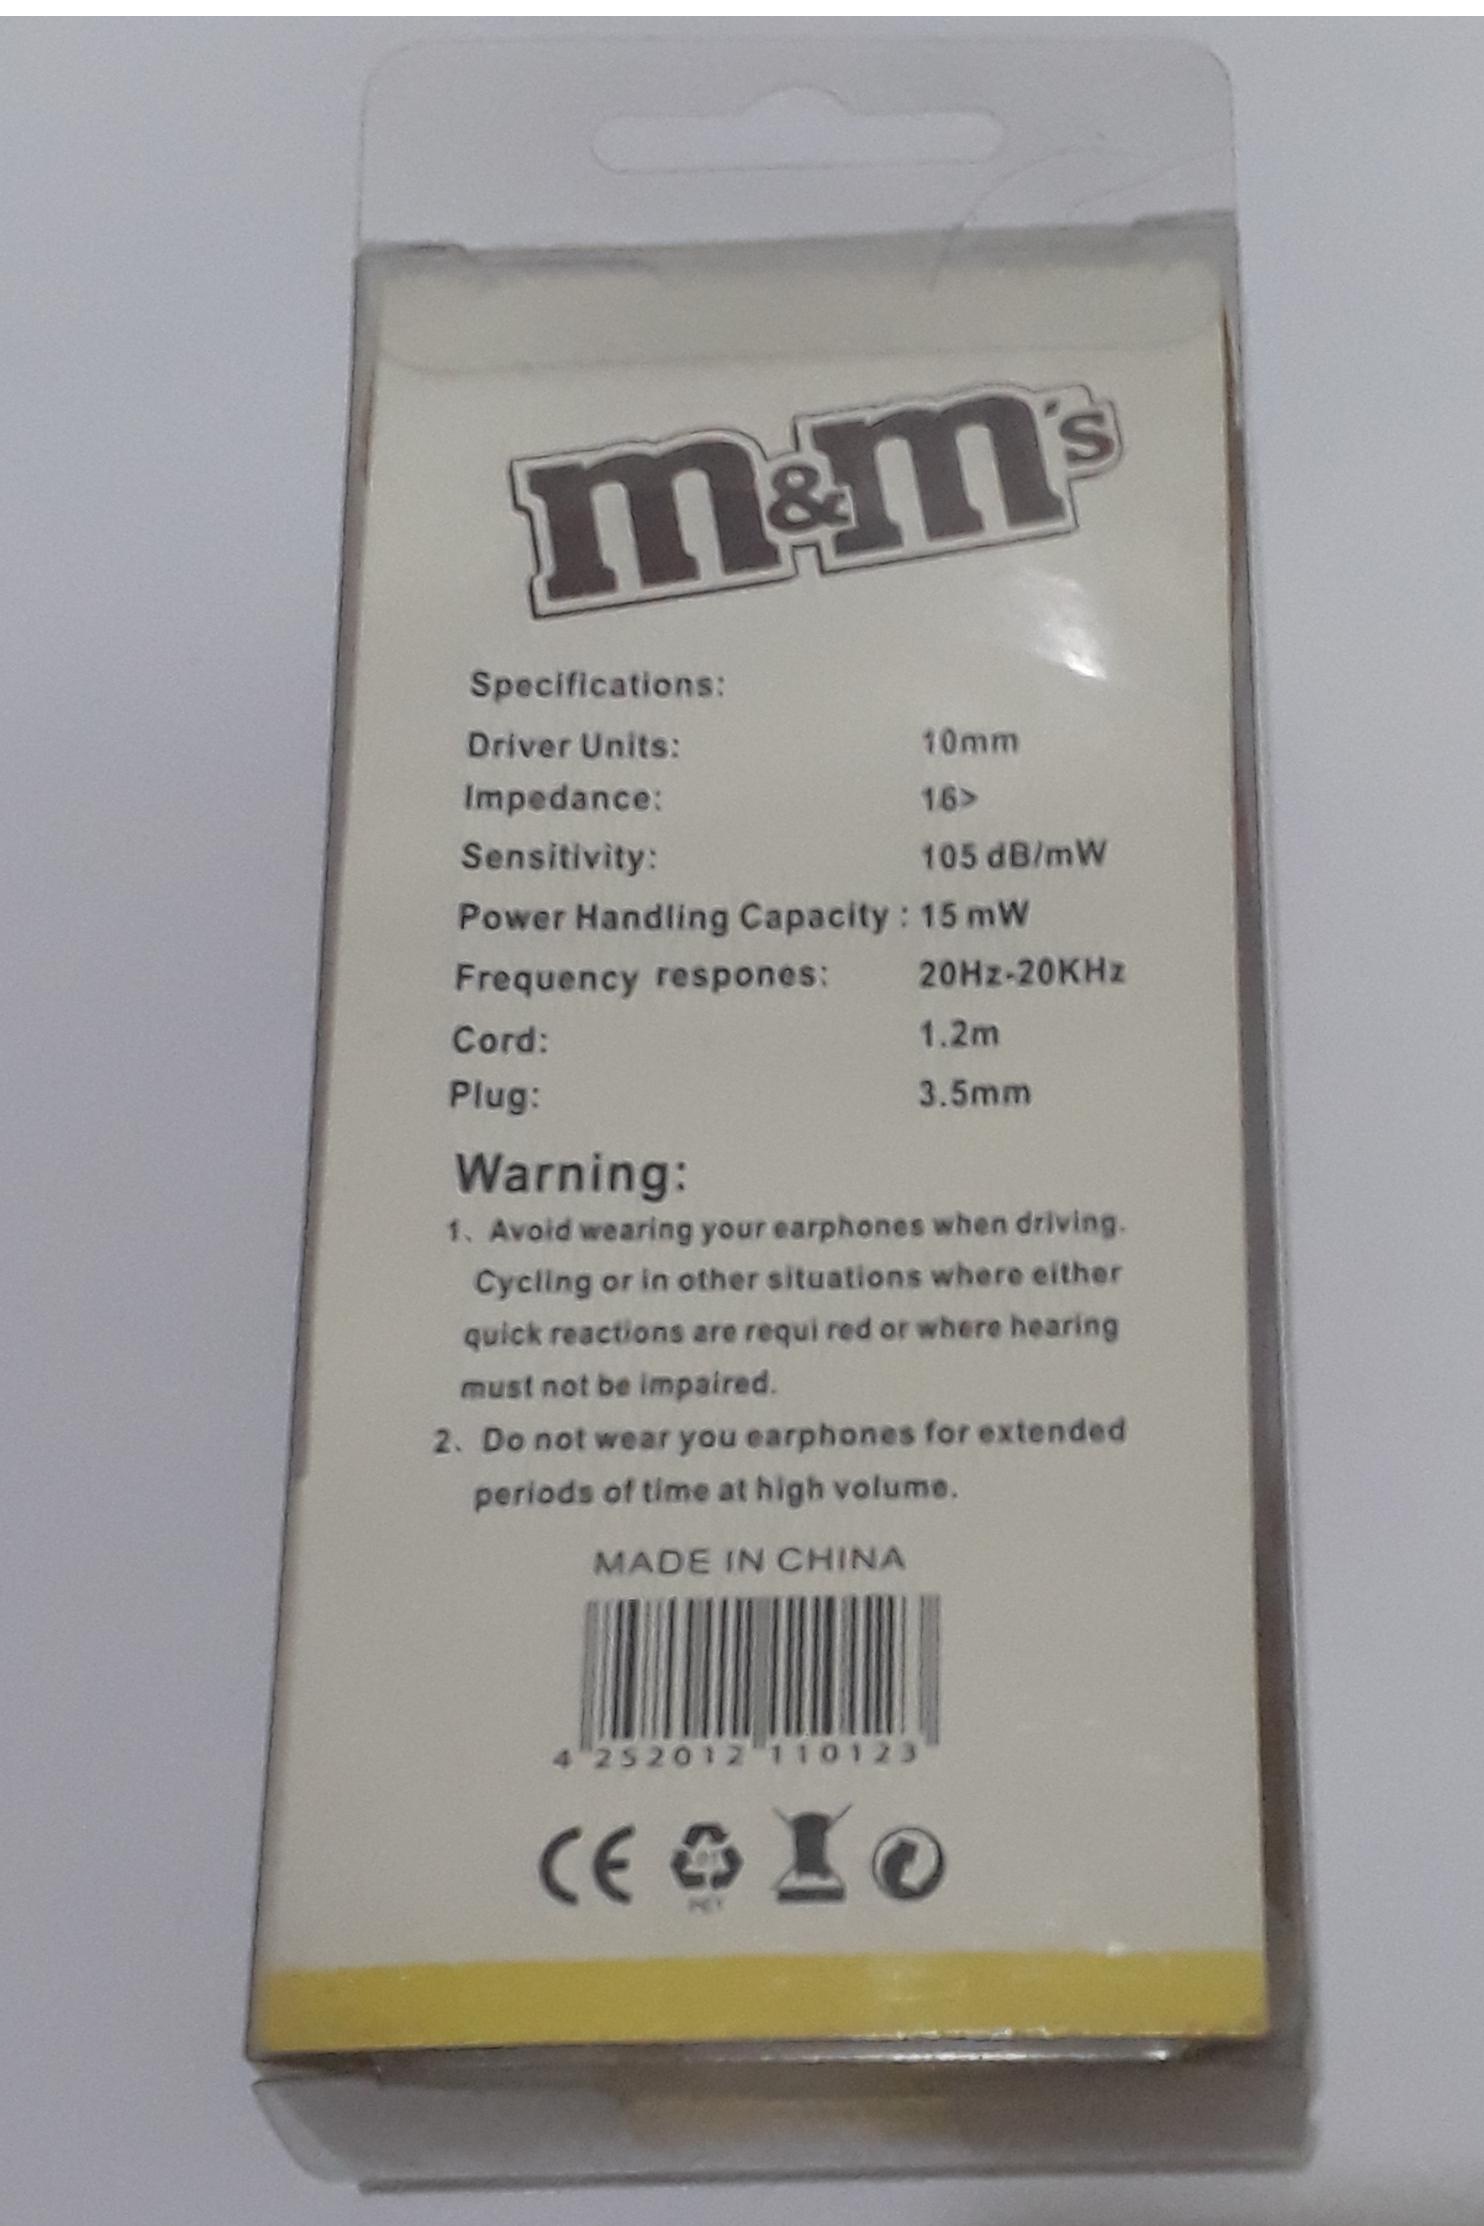 m&m's
Specifications:
Driver Units: 10mm
Impedance: 16>
Sensitivity: 105 dB/mW
Power Handling Capacity : 15 mW
Frequency respones: 20Hz-20KHz
Cord: 1.2m
Plug: 3.5mm
Warning:
1、Avoid wearing your earphones when driving.
Cycling or in other situations where either
quick reactions are requi red or where hearing
must not be impaired.
2、Do not wear you earphones for extended
periods of time at high volume.
MADE IN CHINA
4 252012 110123
CE